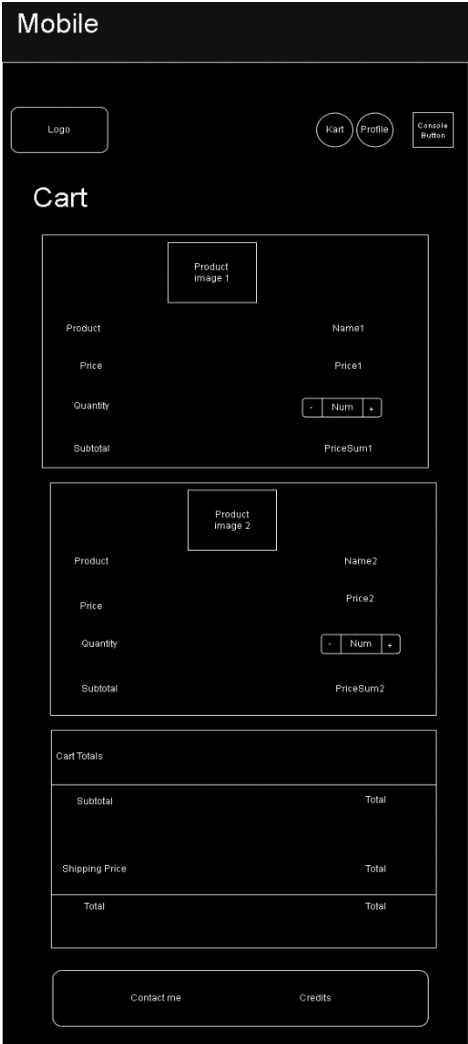 Mobile
Logo
Kart
Profile
Console
Button
Cart
Product
image 1
Product Name1
Price Price1
Quantity - Num +
Subtotal PriceSum1
Product
image 2
Product Name2
Price Price2
Quantity - Num +
Subtotal PriceSum2
Cart Totals
Subtotal Total
Shipping Price Total
Total Total
Contact me Credits